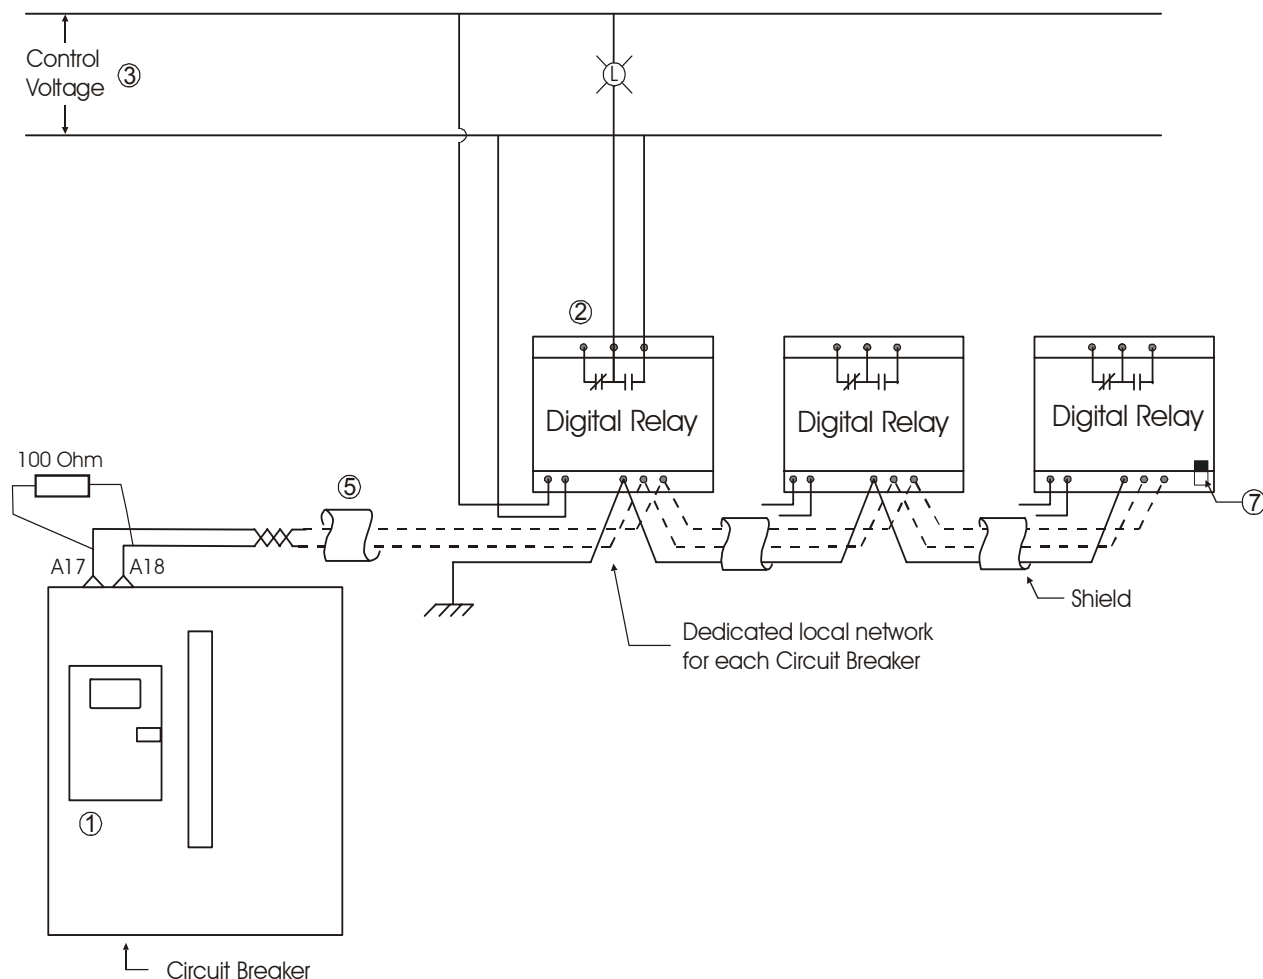 Control
Voltage ③
L
②
Digital Relay
Digital Relay
Digital Relay
100 Ohm
⑤
⑦
A17
A18
Shield
Dedicated local network
for each Circuit Breaker
①
Circuit Breaker